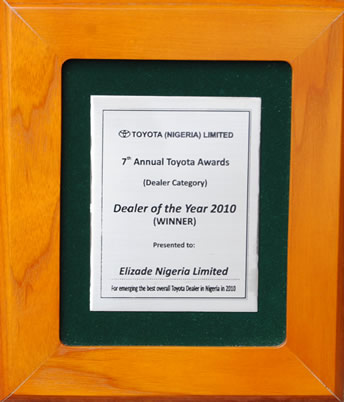 TOYOTA (NIGERIA) LIMITED
7th Annual Toyota Awards
(Dealer Category)
Dealer of the Year 2010
(WINNER)
Presented to:
Elizade Nigeria Limited
For emerging the best overall Toyota Dealer in Nigeria in 2010